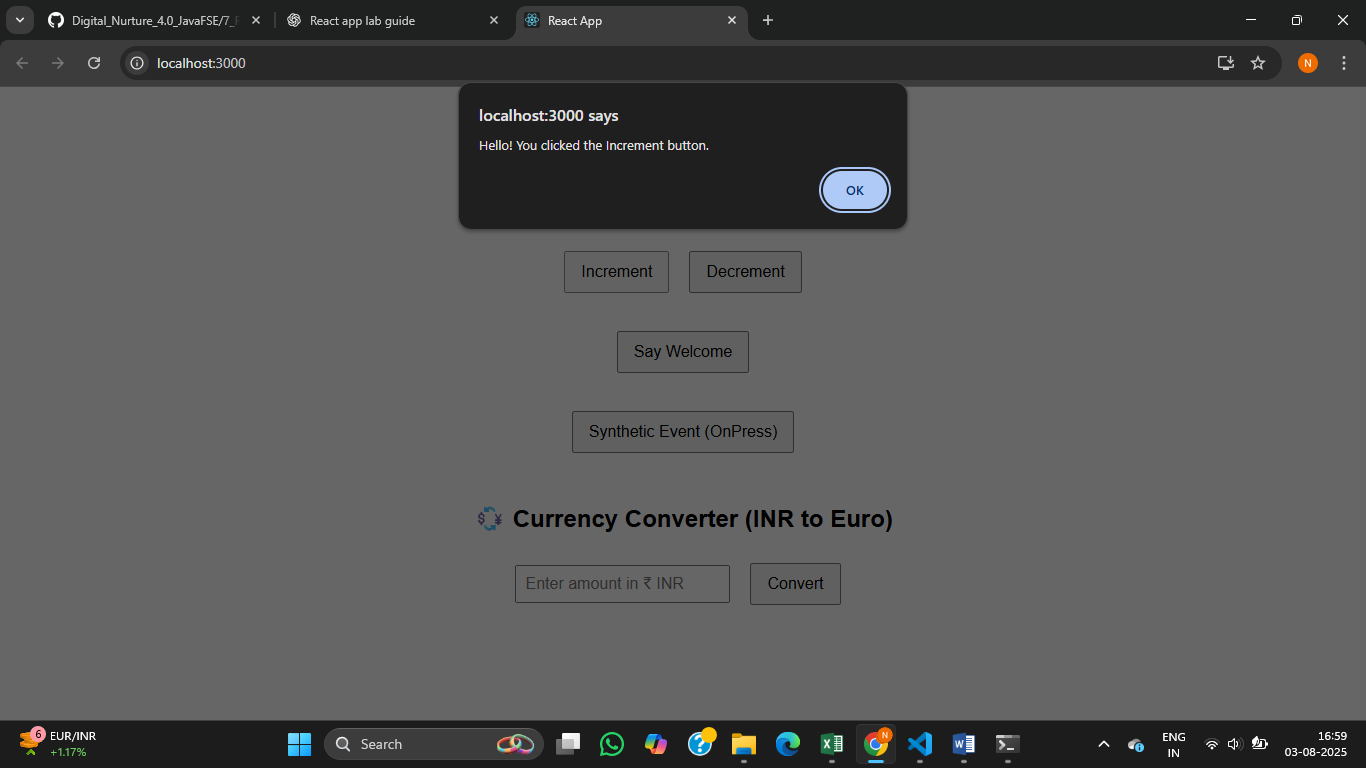 Digital_Nurture_4.0_JavaFSE/7_
React app lab guide
React App
localhost:3000
N
localhost:3000 says
Hello! You clicked the Increment button.
OK
Increment
Decrement
Say Welcome
Synthetic Event (OnPress)
$ ¥
Currency Converter (INR to Euro)
Enter amount in ₹ INR
Convert
6
EUR/INR
+1.17%
Search
N
ENG
IN
16:59
03-08-2025